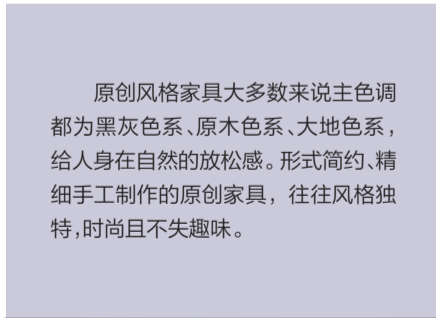 原创风格家具大多数来说主色调
都为黑灰色系、原木色系、大地色系，
给人身在自然的放松感。形式简约、精
细手工制作的原创家具，往往风格独
特，时尚且不失趣味。